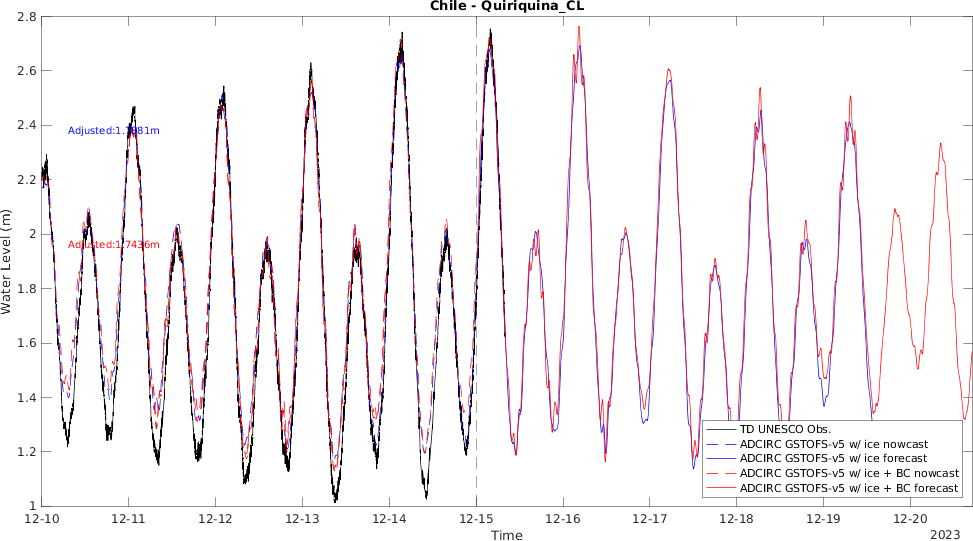 Chile - Quiriquina_CL
2.8
2.6
2.4
2.2
2
1.8
1.6
1.4
1.2
1
Water Level (m)
Adjusted:1.7436m
TD UNESCO Obs.
ADCIRC GSTOFS-v5 w/ ice nowcast
ADCIRC GSTOFS-v5 w/ ice forecast
ADCIRC GSTOFS-v5 w/ ice + BC nowcast
ADCIRC GSTOFS-v5 w/ ice + BC forecast
12-10
12-11
12-12
12-13
12-14
12-15
12-16
12-17
12-18
12-19
12-20
Time
2023